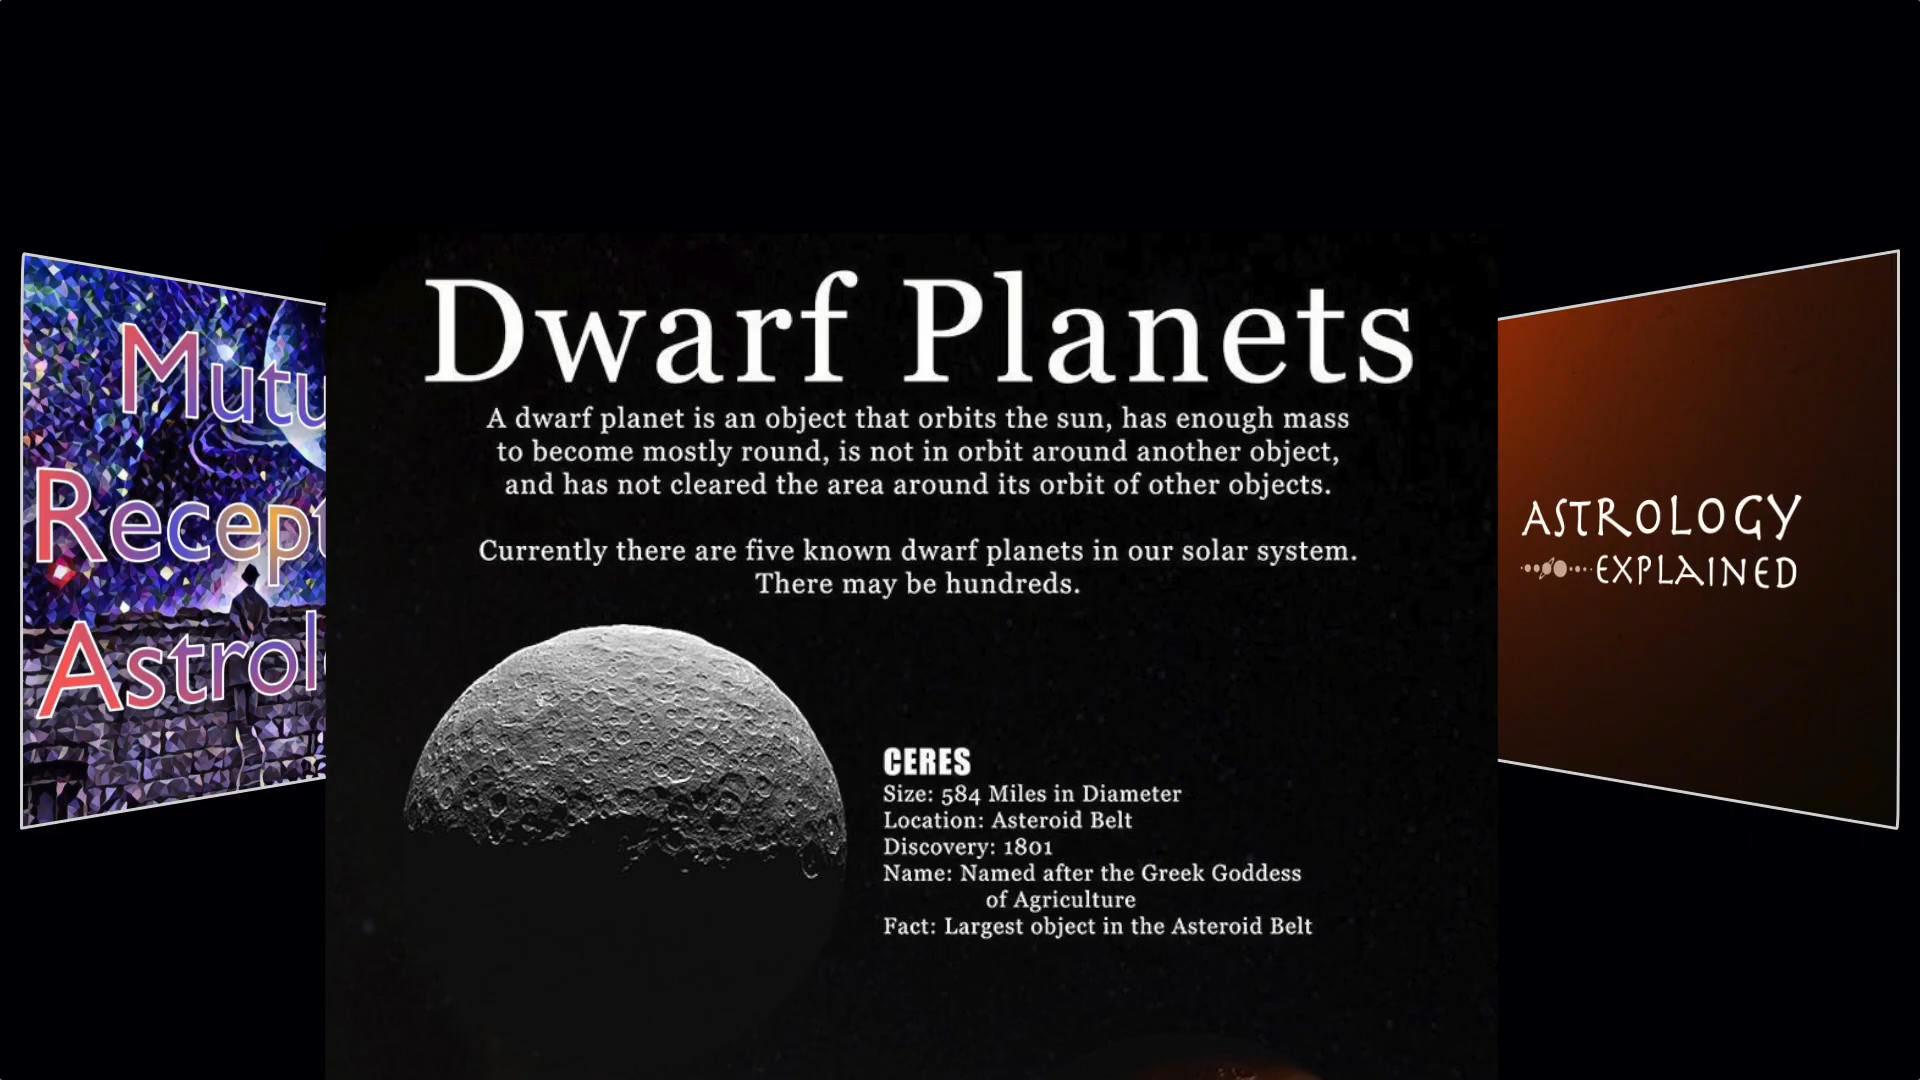 Mutu
Recept
Astrol
Dwarf Planets
A dwarf planet is an object that orbits the sun, has enough mass
to become mostly round, is not in orbit around another object,
and has not cleared the area around its orbit of other objects.
Currently there are five known dwarf planets in our solar system.
There may be hundreds.
CERES
Size: 584 Miles in Diameter
Location: Asteroid Belt
Discovery: 1801
Name: Named after the Greek Goddess
of Agriculture
Fact: Largest object in the Asteroid Belt
ASTROLOGY
EXPLAINED